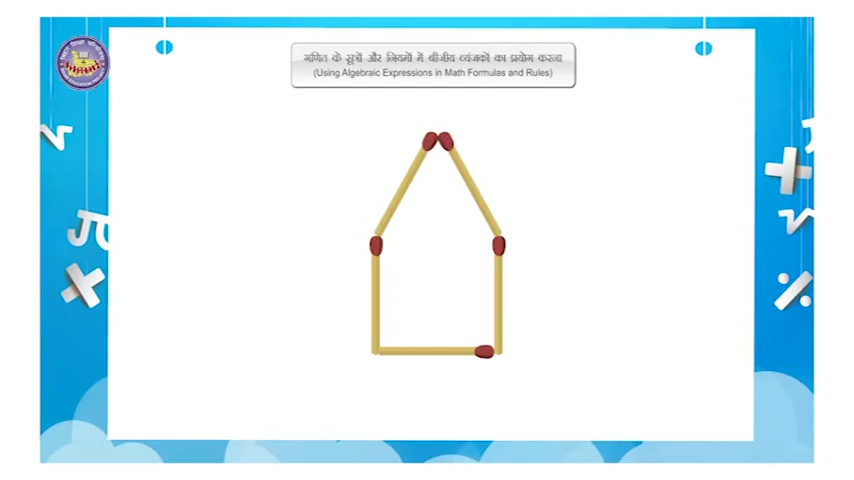 गणित के सूत्रों और नियमों में बीजीय व्यंजकों का प्रयोग करना
(Using Algebraic Expressions in Math Formulas and Rules)